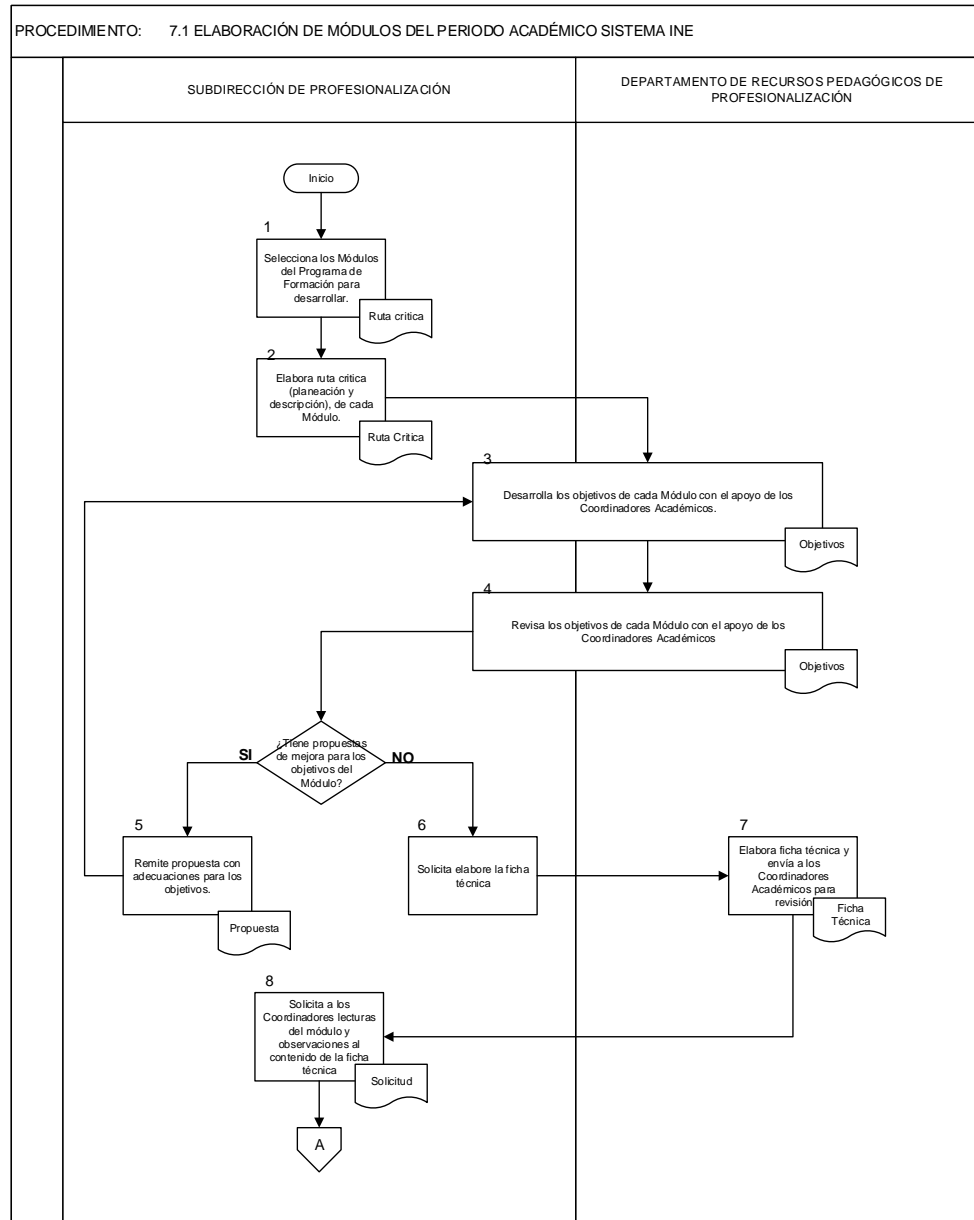 PROCEDIMIENTO: 7.1 ELABORACIÓN DE MÓDULOS DEL PERIODO ACADÉMICO SISTEMA INE
SUBDIRECCIÓN DE PROFESIONALIZACIÓN
DEPARTAMENTO DE RECURSOS PEDAGÓGICOS DE
PROFESIONALIZACIÓN
Inicio
1
Selecciona los Módulos
del Programa de
Formación para
desarrollar.
Ruta critica
2
Elabora ruta critica
(planeación y
descripción), de cada
Módulo.
Ruta Critica
3
Desarrolla los objetivos de cada Módulo con el apoyo de los
Coordinadores Académicos.
Objetivos
4
Revisa los objetivos de cada Módulo con el apoyo de los
Coordinadores Académicos
Objetivos
¿Tiene propuestas
de mejora para los
objetivos del
Módulo?
SI
NO
5
Remite propuesta con
adecuaciones para los
objetivos.
Propuesta
6
Solicita elabore la ficha
técnica
7
Elabora ficha técnica y
envía a los
Coordinadores
Académicos para
revisión
Ficha
Técnica
8
Solicita a los
Coordinadores lecturas
del módulo y
observaciones al
contenido de la ficha
técnica
Solicitud
A